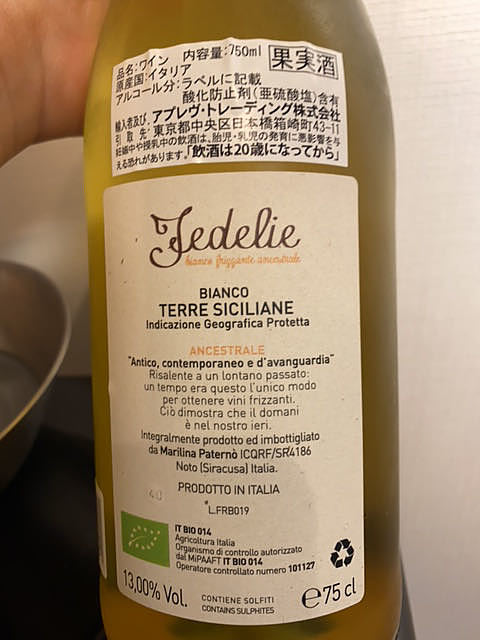 品名:ワイン 内容量:750ml 果実酒
原産国:イタリア
アルコール分:ラベルに記載
酸化防止剤(亜硫酸塩)含有
輸入者及び、アプレヴ・トレーディング株式会社
引 取 先:東京都中央区日本橋箱崎町43-11
妊娠中や授乳中の飲酒は、胎児・乳児の発育に悪影響を与
える恐れがあります。「飲酒は20歳になってから」
Fedelie
bianco frizzante ancestrale
BIANCO
TERRE SICILIANE
Indicazione Geografica Protetta
ANCESTRALE
"Antico, contemporaneo e d'avanguardia"
Risalente a un lontano passato:
un tempo era questo l'unico modo
per ottenere vini frizzanti.
Ciò dimostra che il domani
è nel nostro ieri.
Integralmente prodotto ed imbottigliato
da Marilina Paternò ICQRF/SR4186
Noto (Siracusa) Italia.
PRODOTTO IN ITALIA
L.FRB019
IT BIO 014
Agricoltura Italia
Organismo di controllo autorizzato
dal MiPAAFT IT BIO 014
Operatore controllato numero 101127
13,00% Vol.
CONTIENE SOLFITI
CONTAINS SULPHITES
℮75 cl